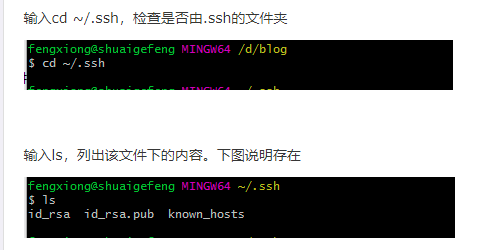 输入cd ~/.ssh，检查是否由.ssh的文件夹
fengxiong@shuaigefeng MINGW64 /d/blog
$ cd ~/.ssh
输入ls，列出该文件下的内容。下图说明存在
fengxiong@shuaigefeng MINGW64 ~/.ssh
$ ls
id_rsa  id_rsa.pub  known_hosts